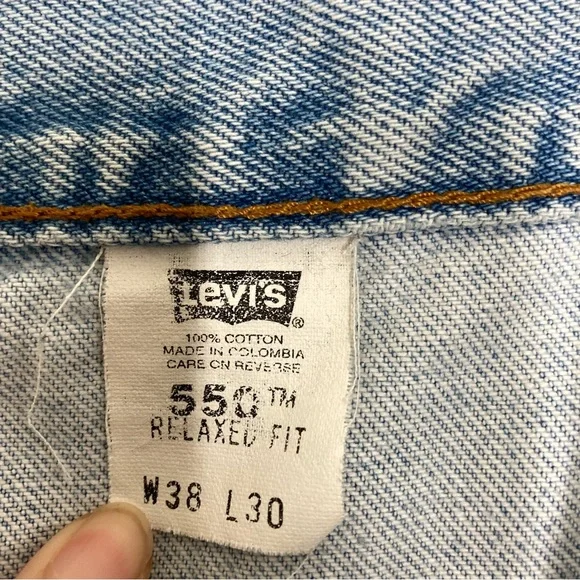 Levi's ®
100% COTTON
MADE IN COLOMBIA
CARE ON REVERSE
550™
RELAXED FIT
W38 L30